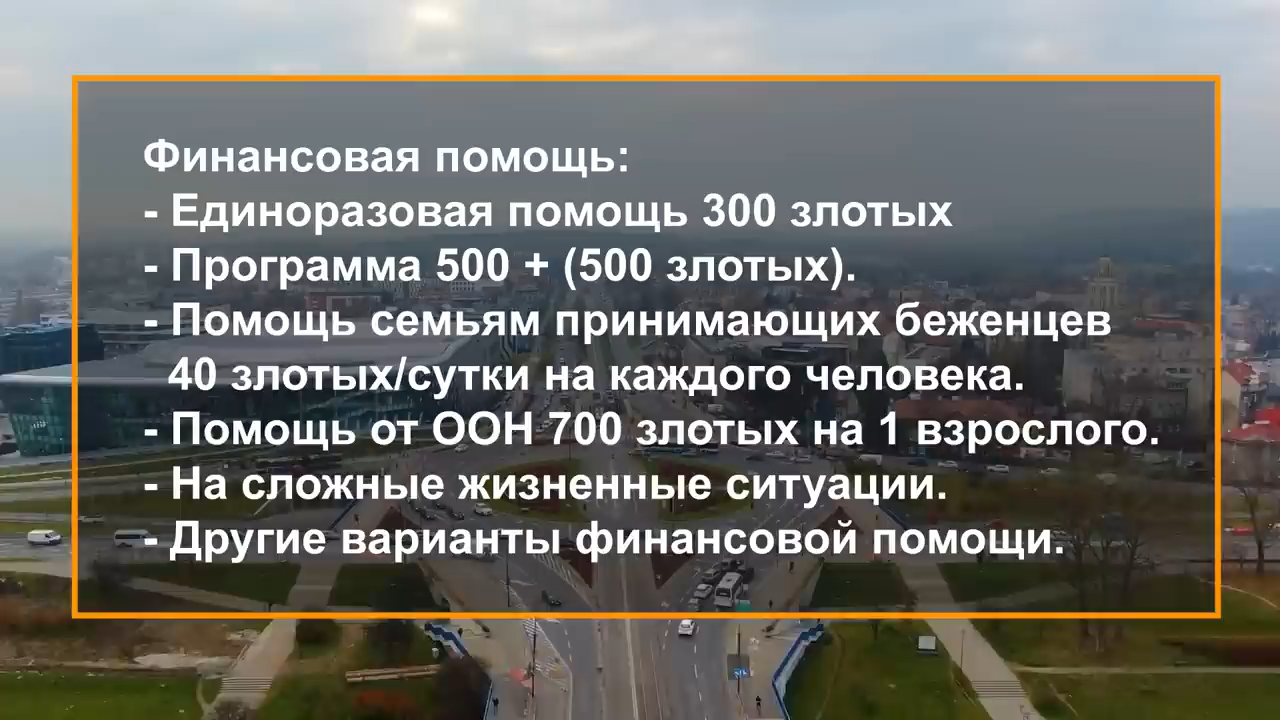 Финансовая помощь:
- Единоразовая помощь 300 злотых
- Программа 500 + (500 злотых).
- Помощь семьям принимающих беженцев
40 злотых/сутки на каждого человека.
- Помощь от ООН 700 злотых на 1 взрослого.
- На сложные жизненные ситуации.
- Другие варианты финансовой помощи.